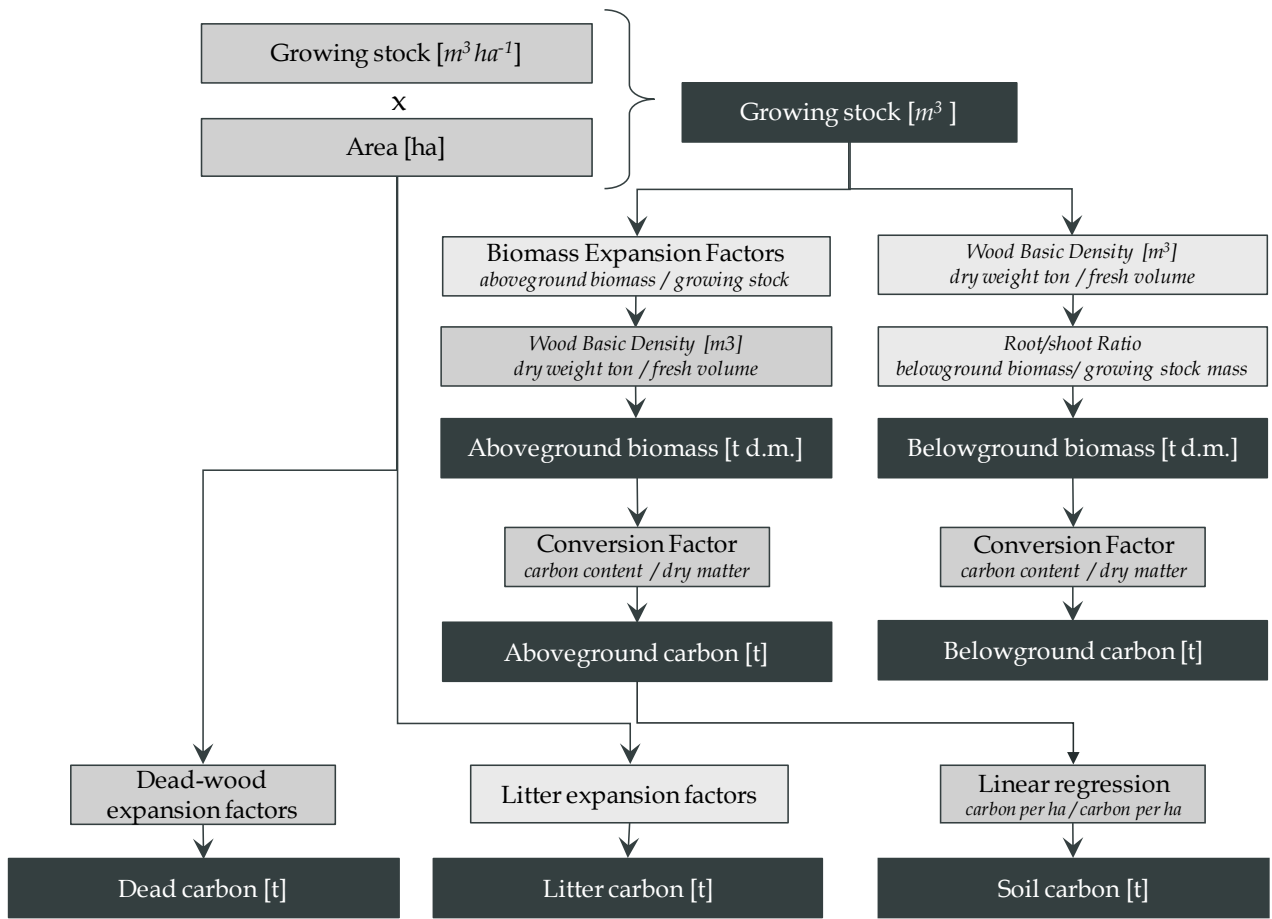 Growing stock [m³ ha⁻¹]
x
Area [ha]
Growing stock [m³ ]
Biomass Expansion Factors
aboveground biomass / growing stock
Wood Basic Density [m³]
dry weight ton / fresh volume
Wood Basic Density [m3]
dry weight ton / fresh volume
Root/shoot Ratio
belowground biomass/ growing stock mass
Aboveground biomass [t d.m.]
Belowground biomass [t d.m.]
Conversion Factor
carbon content / dry matter
Conversion Factor
carbon content / dry matter
Aboveground carbon [t]
Belowground carbon [t]
Dead-wood
expansion factors
Litter expansion factors
Linear regression
carbon per ha / carbon per ha
Dead carbon [t]
Litter carbon [t]
Soil carbon [t]